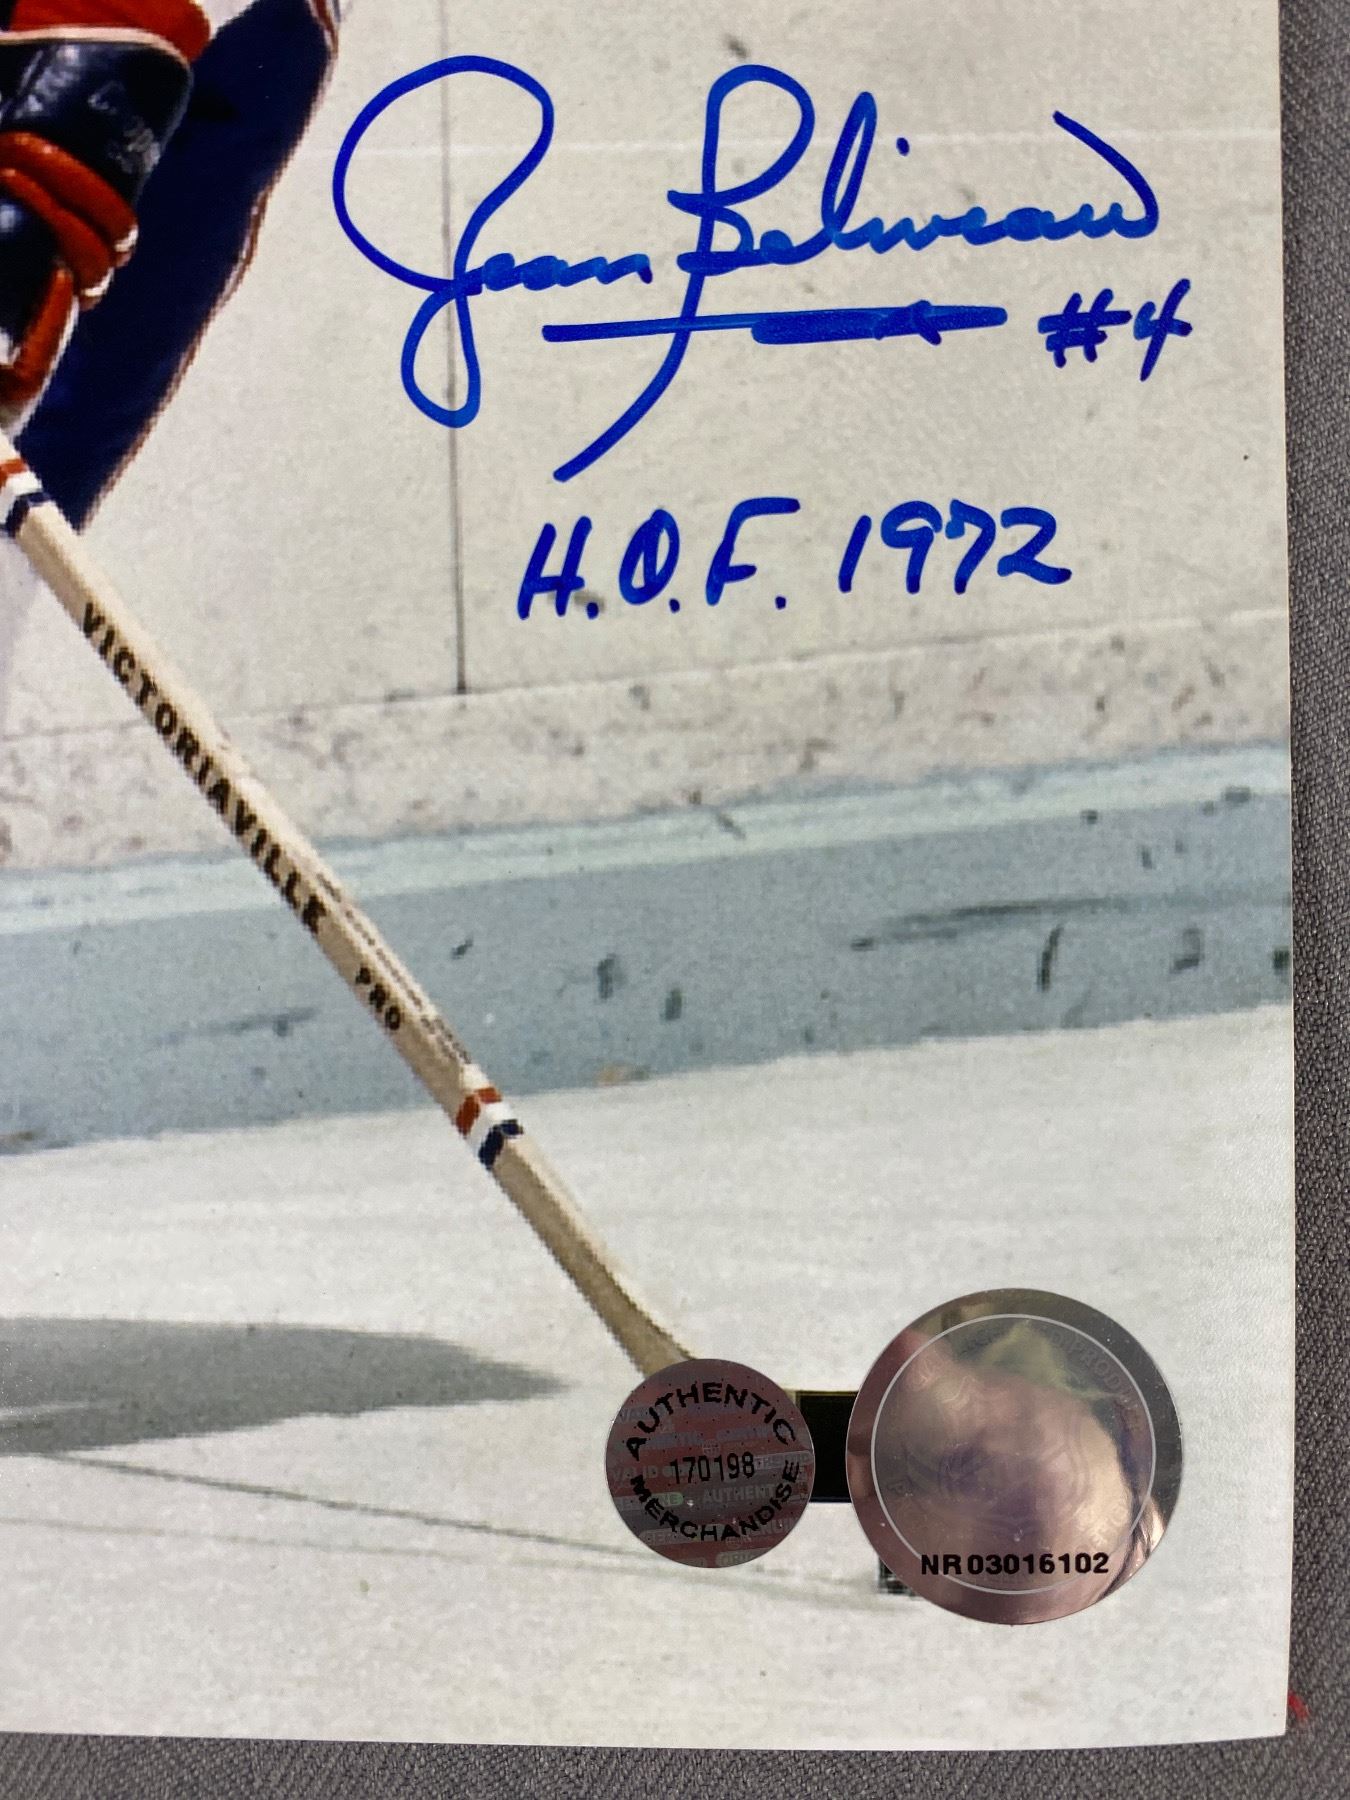 Jean Beliveau
#4
H.O.F. 1972
VICTORIAVILLE
PRO
AUTHENTIC
170198
MERCHANDISE
NR03016102